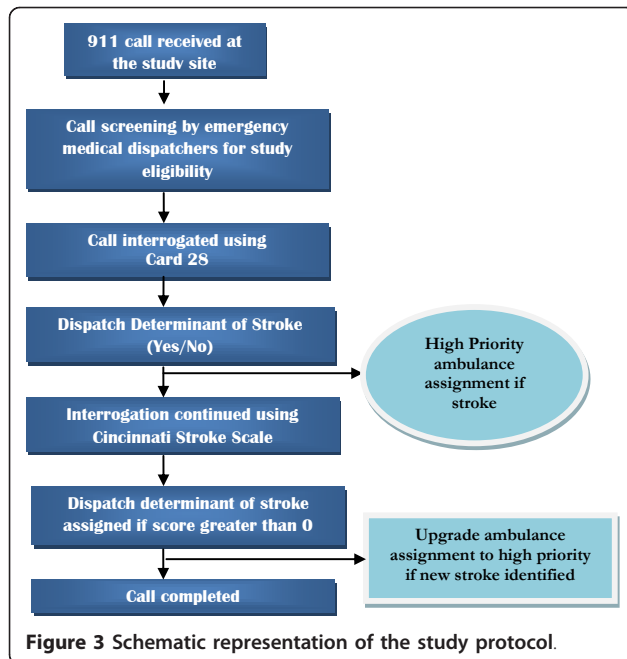 911 call received at
the study site
Call screening by emergency
medical dispatchers for study
eligibility
Call interrogated using
Card 28
Dispatch Determinant of Stroke
(Yes/No)
High Priority
ambulance
assignment if
stroke
Interrogation continued using
Cincinnati Stroke Scale
Dispatch determinant of stroke
assigned if score greater than 0
Upgrade ambulance
assignment to high priority
if new stroke identified
Call completed
Figure 3 Schematic representation of the study protocol.